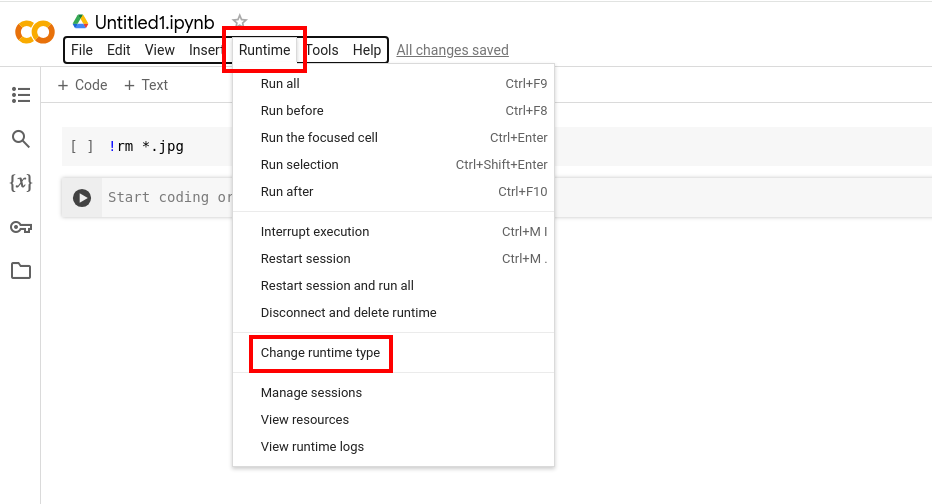 Untitled1.ipynb
File Edit View Insert Runtime Tools Help All changes saved
+ Code + Text
Run all Ctrl+F9
Run before Ctrl+F8
Run the focused cell Ctrl+Enter
[ ] !rm *.jpg
Run selection Ctrl+Shift+Enter
Run after Ctrl+F10
{x}
Start coding or
Interrupt execution Ctrl+M I
Restart session Ctrl+M .
Restart session and run all
Disconnect and delete runtime
Change runtime type
Manage sessions
View resources
View runtime logs